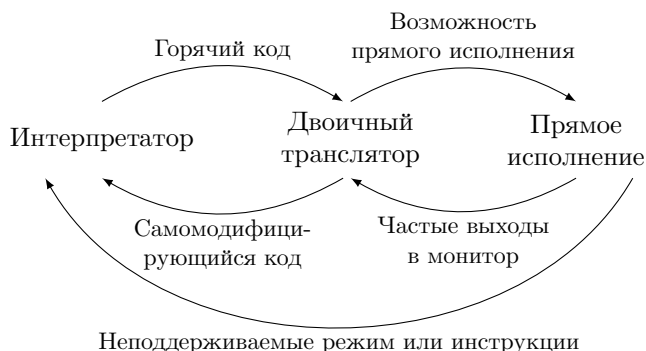 Возможность
прямого исполнения
Горячий код
Интерпретатор
Двоичный
транслятор
Прямое
исполнение
Самомодифици-
рующийся код
Частые выходы
в монитор
Неподдерживаемые режим или инструкции